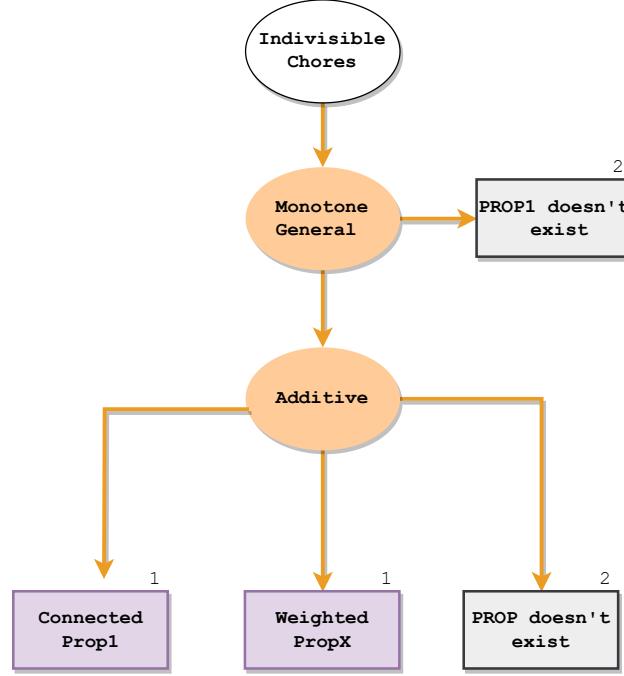 Indivisible
Chores
2
Monotone
General
PROP1 doesn't
exist
Additive
1
1
2
Connected
Prop1
Weighted
PropX
PROP doesn't
exist